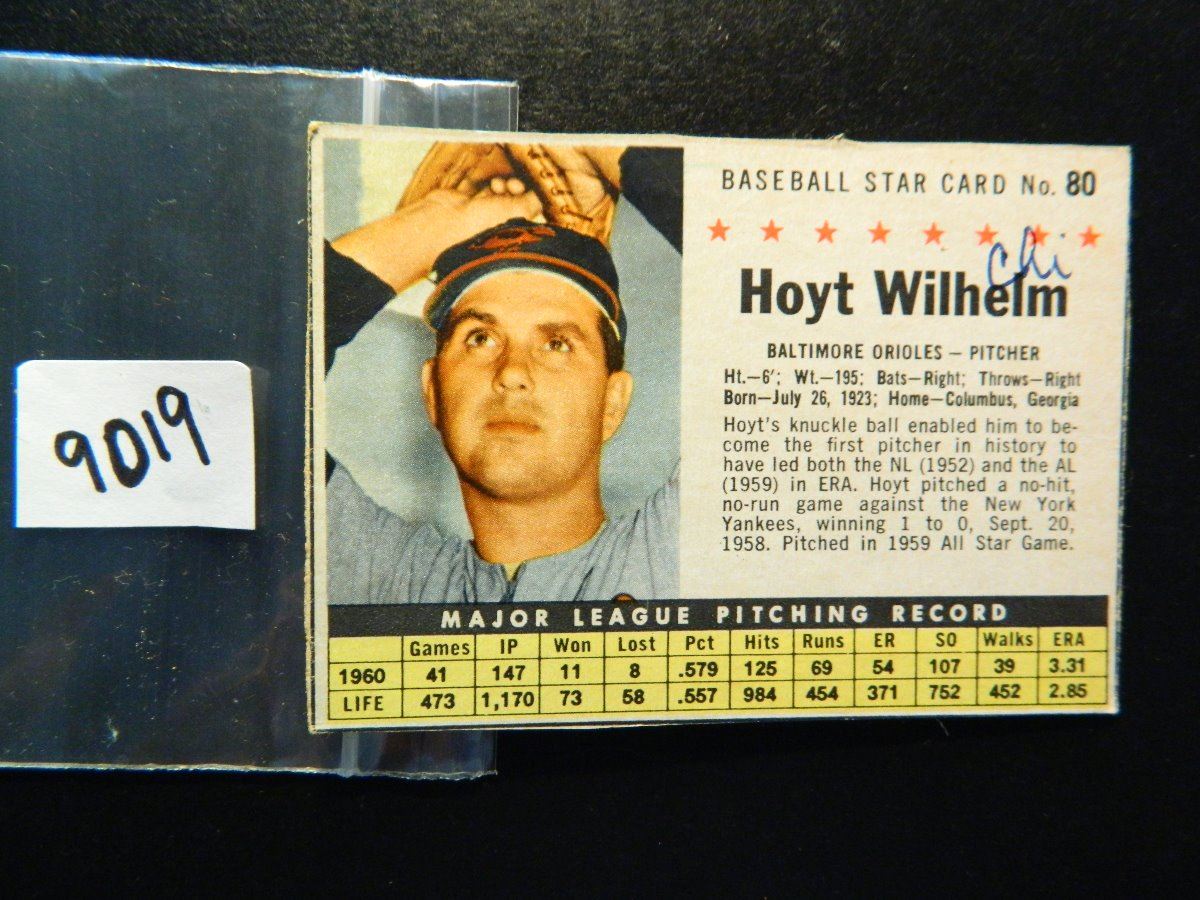 9019
BASEBALL STAR CARD No. 80
chi
Hoyt Wilhelm
BALTIMORE ORIOLES – PITCHER
Ht.–6'; Wt.–195; Bats–Right; Throws–Right
Born–July 26, 1923; Home–Columbus, Georgia
Hoyt's knuckle ball enabled him to be-
come the first pitcher in history to
have led both the NL (1952) and the AL
(1959) in ERA. Hoyt pitched a no-hit,
no-run game against the New York
Yankees, winning 1 to 0, Sept. 20,
1958. Pitched in 1959 All Star Game.
MAJOR LEAGUE PITCHING RECORD
Games IP Won Lost Pct Hits Runs ER SO Walks ERA
1960 41 147 11 8 .579 125 69 54 107 39 3.31
LIFE 473 1,170 73 58 .557 984 454 371 752 452 2.85